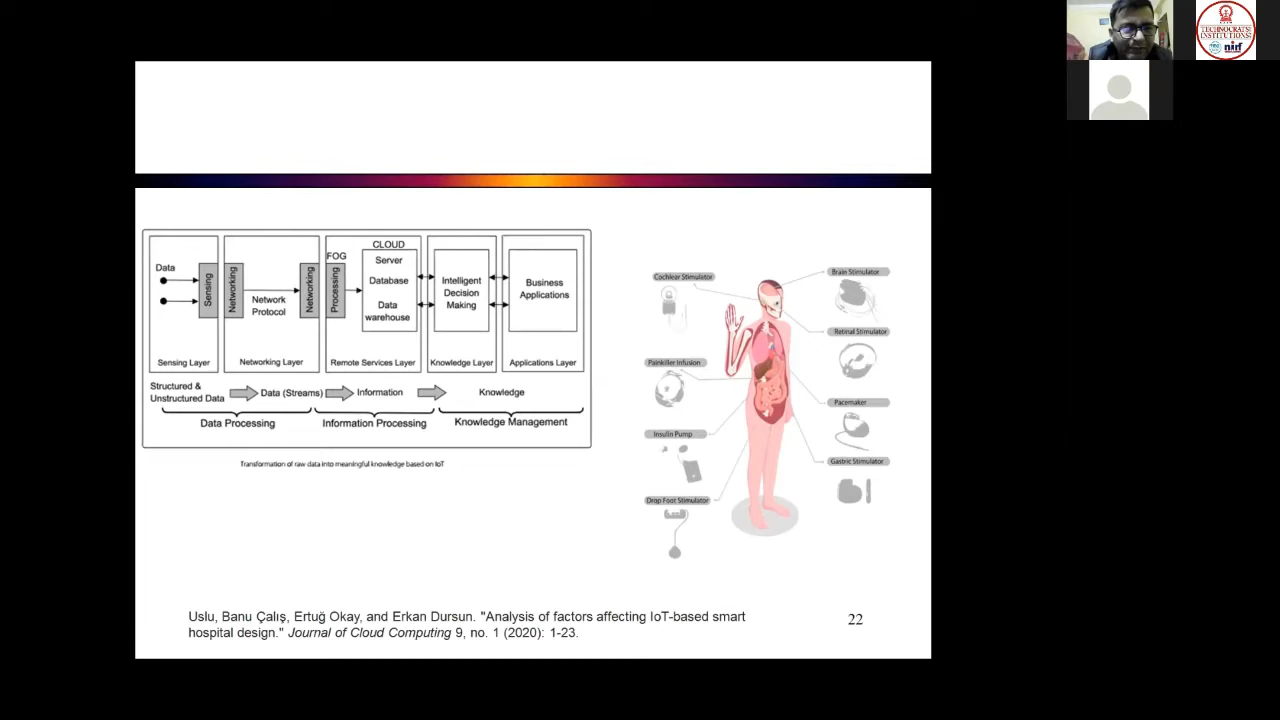 TECHNOCRATS
INSTITUTIONS
nirf
CLOUD
FOG
Server
Data
Database
Data
warehouse
Sensing
Networking
Network
Protocol
Networking
Processing
Intelligent
Decision
Making
Business
Applications
Sensing Layer
Networking Layer
Remote Services Layer
Knowledge Layer
Applications Layer
Structured &
Unstructured Data
Data (Streams)
Information
Knowledge
Data Processing
Information Processing
Knowledge Management
Transformation of raw data into meaningful knowledge based on IoT
Cochlear Stimulator
Brain Stimulator
Retinal Stimulator
Painkiller Infusion
Pacemaker
Insulin Pump
Gastric Stimulator
Drop Foot Stimulator
Uslu, Banu Çalış, Ertuğ Okay, and Erkan Dursun. "Analysis of factors affecting IoT-based smart
hospital design." Journal of Cloud Computing 9, no. 1 (2020): 1-23.
22